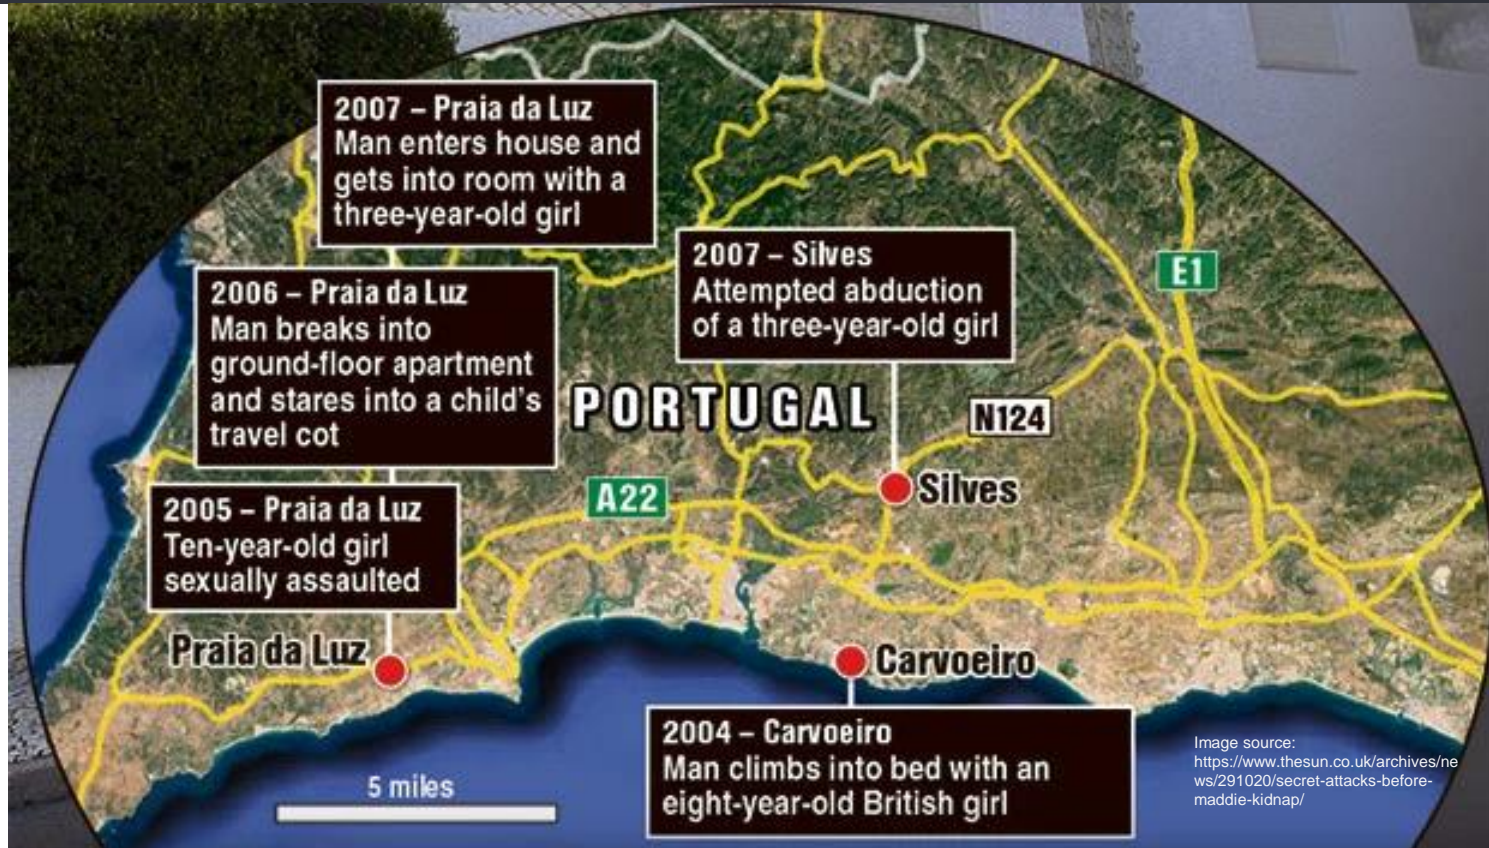 2007 – Praia da Luz
Man enters house and
gets into room with a
three-year-old girl
2007 – Silves
Attempted abduction
of a three-year-old girl
E1
2006 – Praia da Luz
Man breaks into
ground-floor apartment
and stares into a child's
travel cot
PORTUGAL
N124
A22
Silves
2005 – Praia da Luz
Ten-year-old girl
sexually assaulted
Praia da Luz
Carvoeiro
2004 – Carvoeiro
Man climbs into bed with an
eight-year-old British girl
5 miles
Image source:
https://www.thesun.co.uk/archives/ne
ws/291020/secret-attacks-before-
maddie-kidnap/